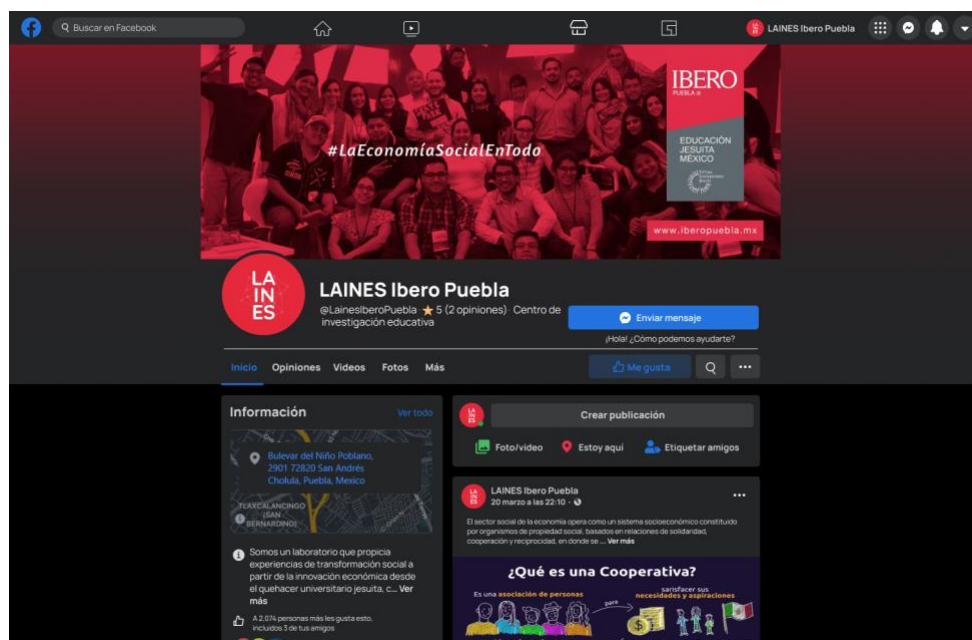 Buscar en Facebook
LAINES Ibero Puebla
#LaEconomíaSocialEnTodo
IBERO
PUEBLA
EDUCACIÓN
JESUITA
MÉXICO
www.iberopuebla.mx
LA
IN
ES
LAINES Ibero Puebla
@LainesIberoPuebla 5 (2 opiniones) Centro de
investigación educativa
Enviar mensaje
¡Hola! ¿Cómo podemos ayudarte?
Inicio Opiniones Videos Fotos Más
Me gusta
Información Ver todo
Bulevar del Niño Poblano,
2901 72820 San Andrés
Cholula, Puebla, Mexico
TLAXCALANCINGO
(SAN
BERNARDINO)
Somos un laboratorio que propicia
experiencias de transformación social a
partir de la innovación económica desde
el quehacer universitario jesuita, c... Ver
más
A 2,074 personas más les gusta esto,
incluidos 3 de tus amigos
Crear publicación
Foto/video Estoy aquí Etiquetar amigos
LAINES Ibero Puebla
20 marzo a las 22:10
El sector social de la economía opera como un sistema socioeconómico constituido
por organismos de propiedad social, basados en relaciones de solidaridad,
cooperación y reciprocidad, en donde se ... Ver más
¿Qué es una Cooperativa?
Es una asociación de personas
para
sarisfacer sus
necesidades y aspiraciones